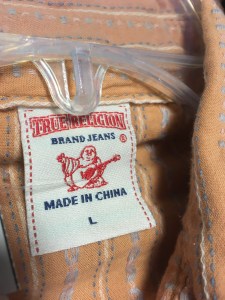 TRUE RELIGION
BRAND JEANS ®
MADE IN CHINA
L